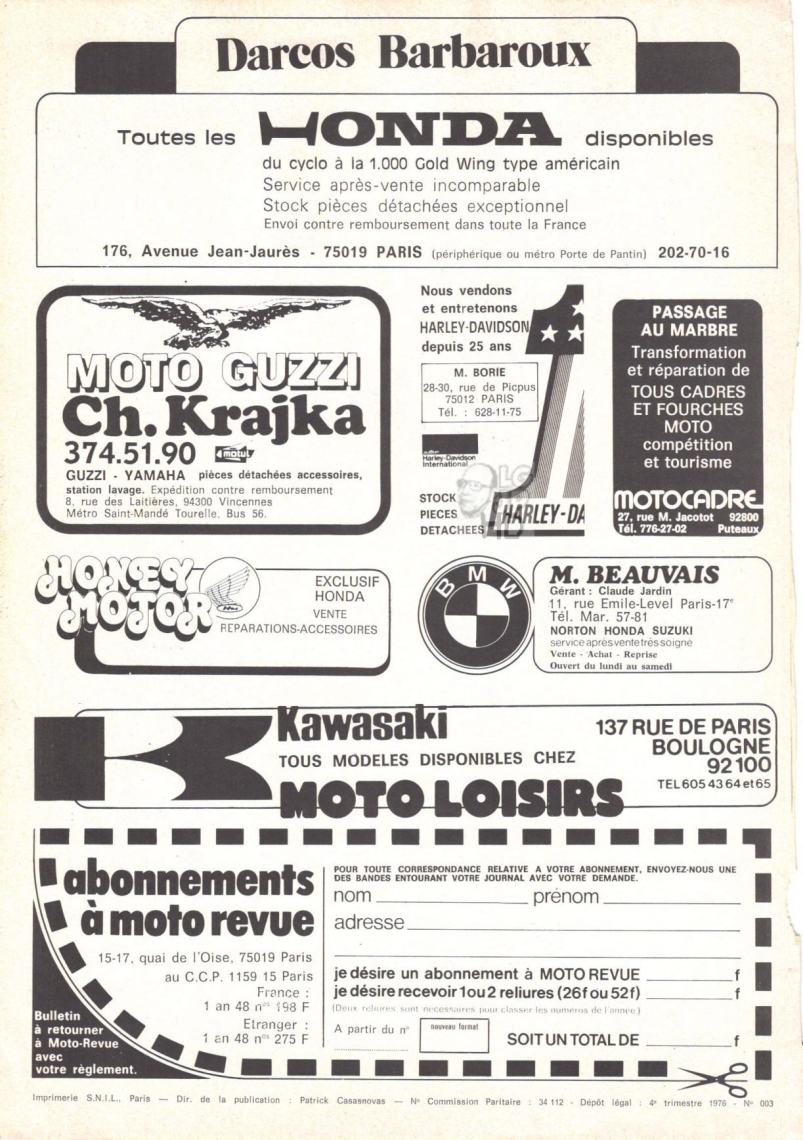 Darcos Barbaroux
Toutes les HONDA disponibles
du cyclo à la 1.000 Gold Wing type américain
Service après-vente incomparable
Stock pièces détachées exceptionnel
Envoi contre remboursement dans toute la France
176, Avenue Jean-Jaurès - 75019 PARIS (périphérique ou métro Porte de Pantin) 202-70-16
MOTO GUZZI
Ch. Krajka
374.51.90 motul
GUZZI - YAMAHA pièces détachées accessoires,
station lavage. Expédition contre remboursement
8, rue des Laitières, 94300 Vincennes
Métro Saint-Mandé Tourelle. Bus 56.
Nous vendons
et entretenons
HARLEY-DAVIDSON
depuis 25 ans
M. BORIE
28-30, rue de Picpus
75012 PARIS
Tél. : 628-11-75
Harley-Davidson
International
STOCK
PIECES
DETACHEES
HARLEY-DA
PASSAGE
AU MARBRE
Transformation
et réparation de
TOUS CADRES
ET FOURCHES
MOTO
compétition
et tourisme
MOTOCADRE
27, rue M. Jacotot 92800
Tél. 776-27-02 Puteaux
HONEY
MOTOR
EXCLUSIF
HONDA
VENTE
REPARATIONS-ACCESSOIRES
BMW
M. BEAUVAIS
Gérant : Claude Jardin
11, rue Emile-Level Paris-17e
Tél. Mar. 57-81
NORTON HONDA SUZUKI
service après vente très soigné
Vente - Achat - Reprise
Ouvert du lundi au samedi
Kawasaki
TOUS MODELES DISPONIBLES CHEZ
MOTO LOISIRS
137 RUE DE PARIS
BOULOGNE
92100
TEL 605 43 64 et 65
abonnements
à moto revue
15-17, quai de l'Oise, 75019 Paris
au C.C.P. 1159 15 Paris
France :
1 an 48 nos 198 F
Etranger :
1 an 48 nos 275 F
Bulletin
à retourner
à Moto-Revue
avec
votre règlement.
POUR TOUTE CORRESPONDANCE RELATIVE A VOTRE ABONNEMENT, ENVOYEZ-NOUS UNE
DES BANDES ENTOURANT VOTRE JOURNAL AVEC VOTRE DEMANDE.
nom prénom
adresse
je désire un abonnement à MOTO REVUE f
je désire recevoir 1 ou 2 reliures (26f ou 52f) f
(Deux reliures sont nécessaires pour classer les numéros de l'année)
A partir du n° nouveau format
SOIT UN TOTAL DE f
Imprimerie S.N.I.L., Paris — Dir. de la publication : Patrick Casasnovas — No Commission Paritaire : 34 112 - Dépôt légal : 4e trimestre 1976 - No 003